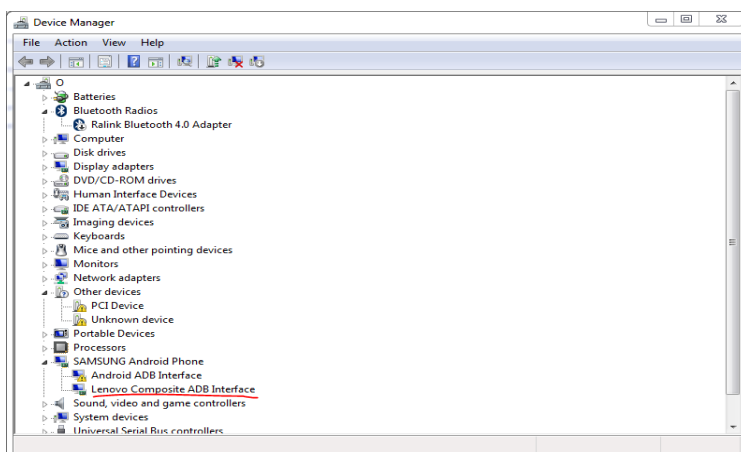 Device Manager
File Action View Help
O
Batteries
Bluetooth Radios
Ralink Bluetooth 4.0 Adapter
Computer
Disk drives
Display adapters
DVD/CD-ROM drives
Human Interface Devices
IDE ATA/ATAPI controllers
Imaging devices
Keyboards
Mice and other pointing devices
Monitors
Network adapters
Other devices
PCI Device
Unknown device
Portable Devices
Processors
SAMSUNG Android Phone
Android ADB Interface
Lenovo Composite ADB Interface
Sound, video and game controllers
System devices
Universal Serial Bus controllers